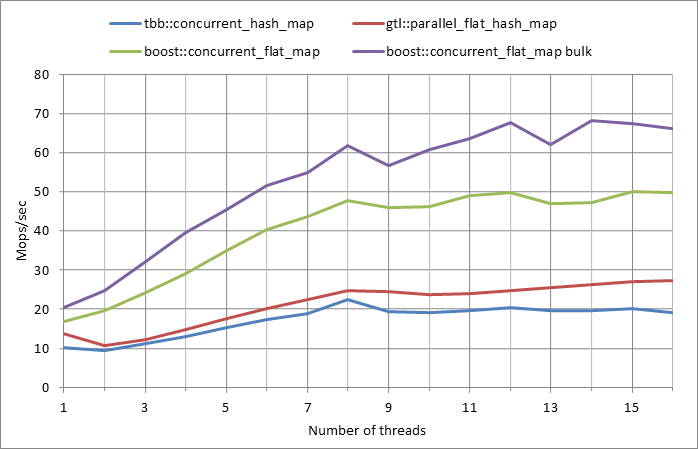 tbb::concurrent_hash_map gtl::parallel_flat_hash_map
boost::concurrent_flat_map boost::concurrent_flat_map bulk
80
70
60
50
40
30
20
10
0
Mops/sec
1 3 5 7 9 11 13 15
Number of threads